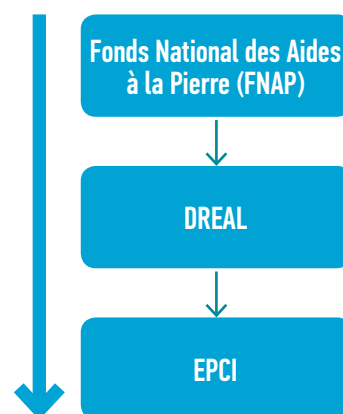 Fonds National des Aides
à la Pierre (FNAP)
DREAL
EPCI